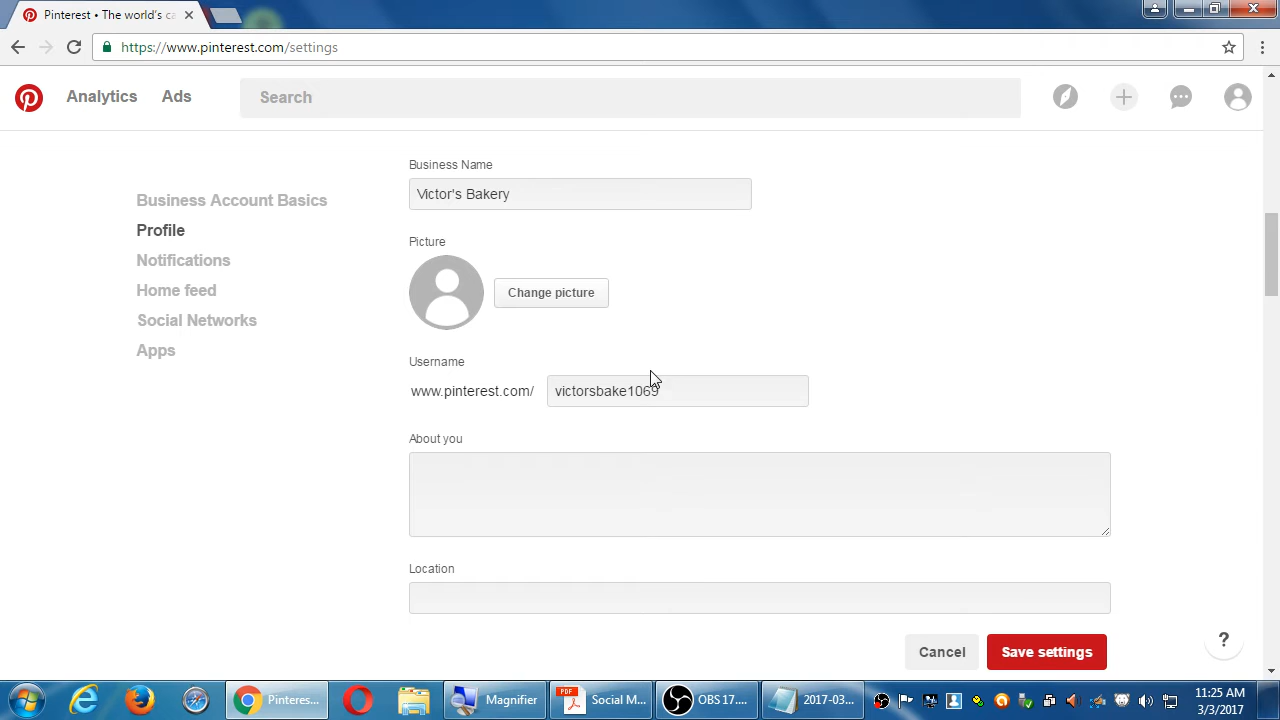 Pinterest • The world's ca
https://www.pinterest.com/settings
Analytics
Ads
Search
Business Account Basics
Profile
Notifications
Home feed
Social Networks
Apps
Business Name
Victor's Bakery
Picture
Change picture
Username
www.pinterest.com/
victorsbake1069
About you
Location
Cancel
Save settings
?
Pinteres...
Magnifier
PDF
Social M...
OBS 17....
2017-03...
11:25 AM
3/3/2017